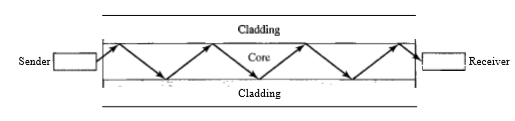 Cladding
Sender
Core
Receiver
Cladding